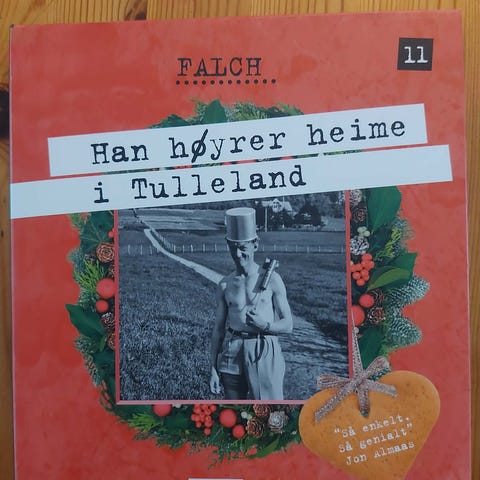 FALCH
11
Han høyrer heime
i Tulleland
"Så enkelt.
Så genialt"
Jon Almaas